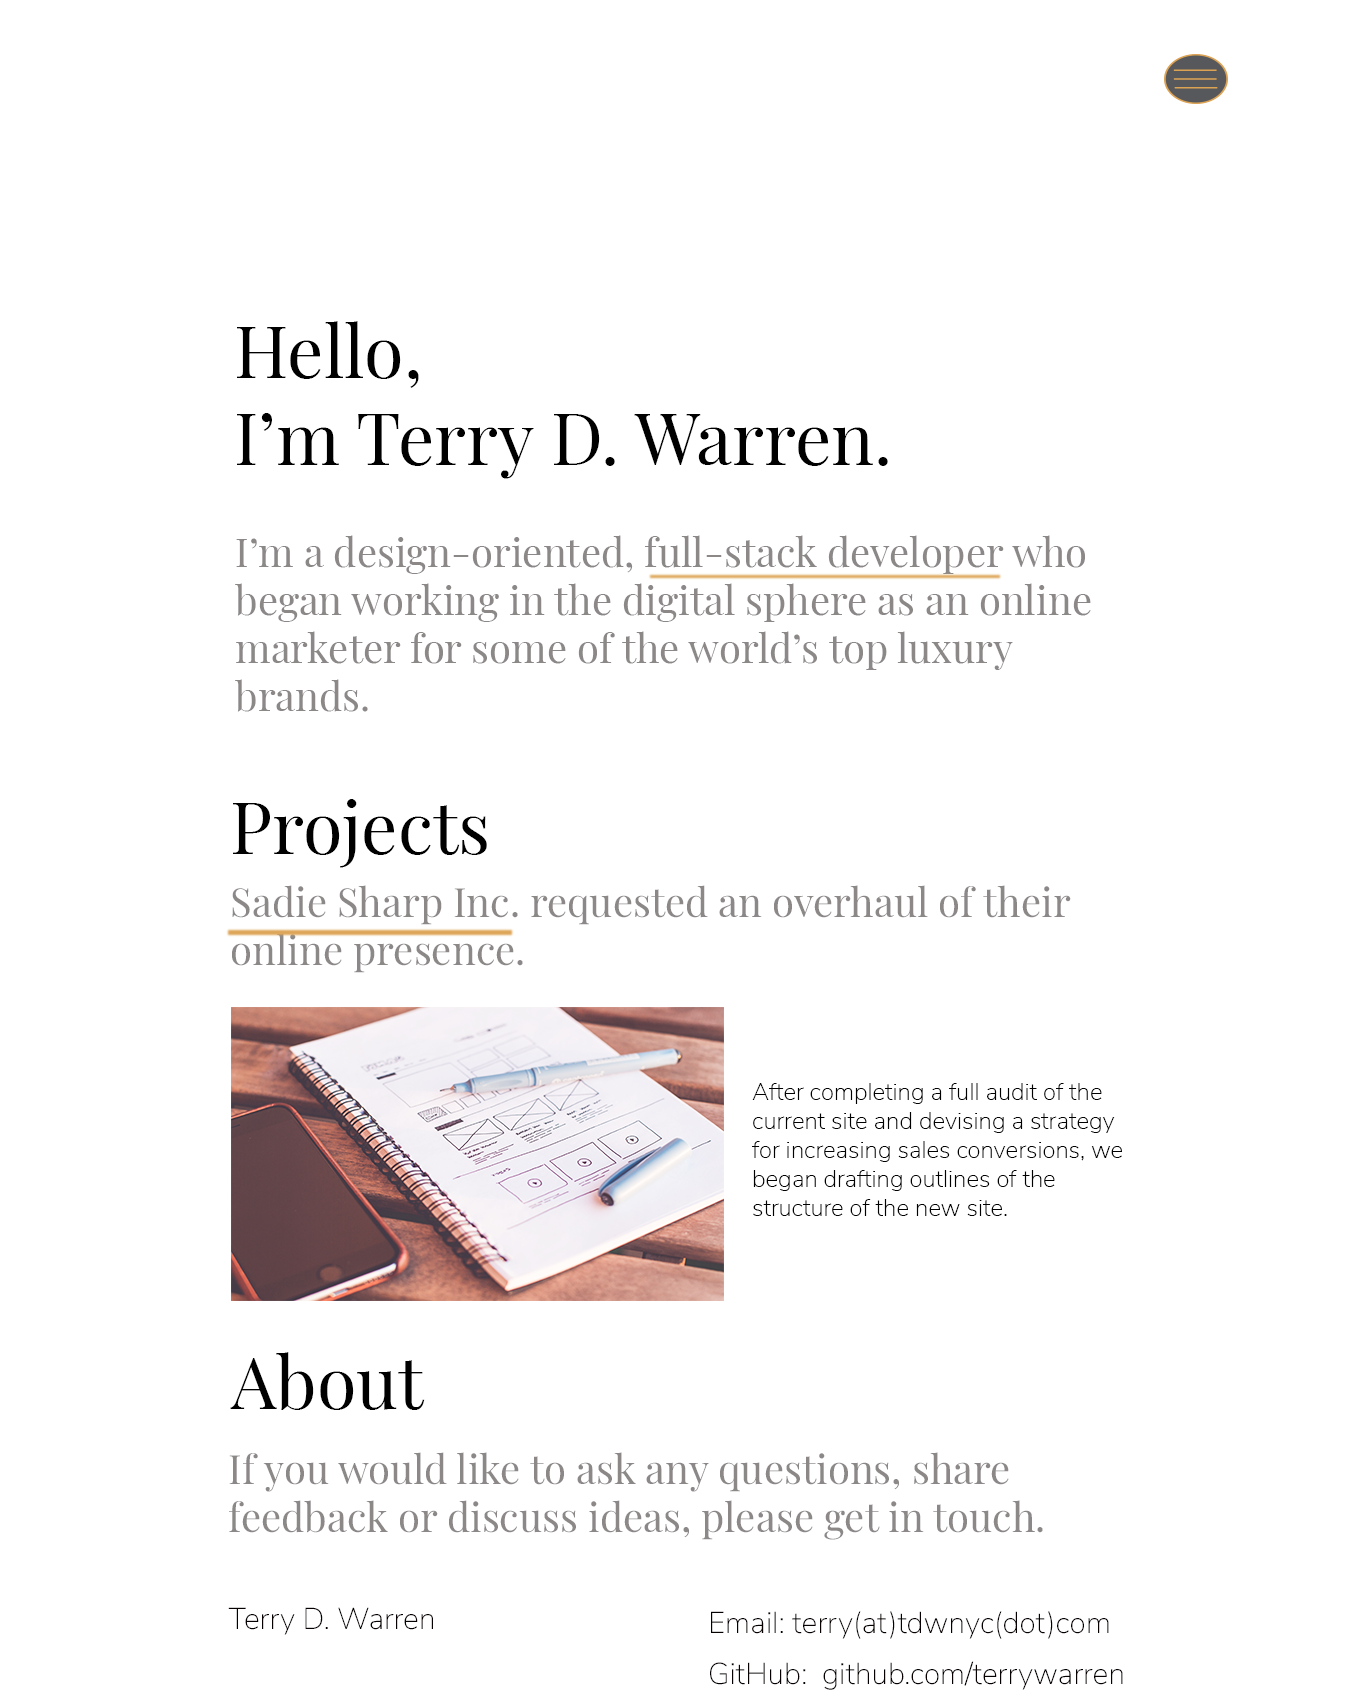 Hello,
I’m Terry D. Warren.
I’m a design-oriented, full-stack developer who
began working in the digital sphere as an online
marketer for some of the world’s top luxury
brands.
Projects
Sadie Sharp Inc. requested an overhaul of their
online presence.
After completing a full audit of the
current site and devising a strategy
for increasing sales conversions, we
began drafting outlines of the
structure of the new site.
About
If you would like to ask any questions, share
feedback or discuss ideas, please get in touch.
Terry D. Warren
Email: terry(at)tdwnyc(dot)com
GitHub: github.com/terrywarren